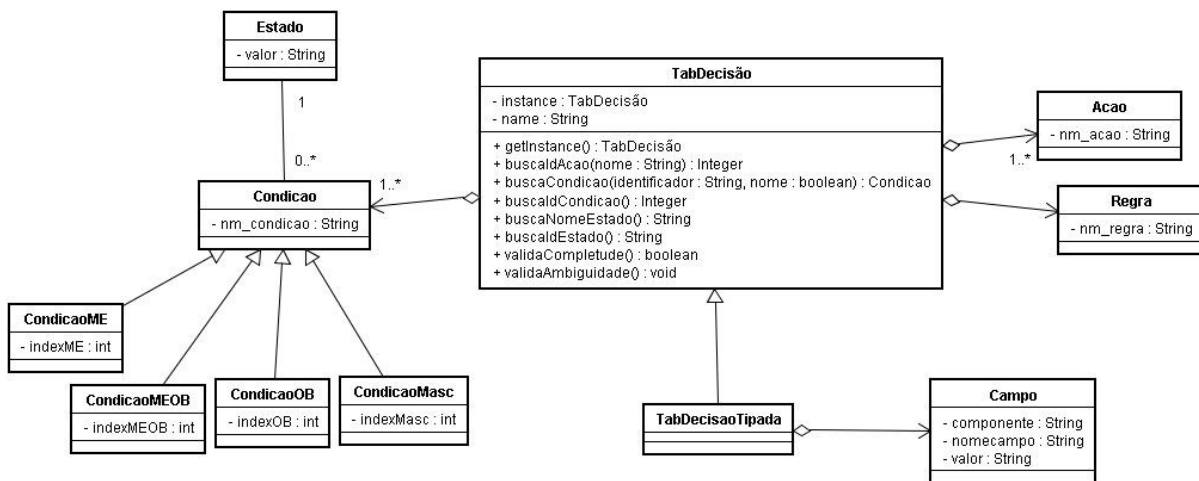 Estado
- valor : String
1
0..*
Condicao
- nm_condicao : String
1..*
TabDecisão
- instance : TabDecisão
- name : String
+ getInstance() : TabDecisão
+ buscaIdAcao(nome : String) : Integer
+ buscaCondicao(identificador : String, nome : boolean) : Condicao
+ buscaIdCondicao() : Integer
+ buscaNomeEstado() : String
+ buscaIdEstado() : String
+ validaCompletude() : boolean
+ validaAmbiguidade() : void
Acao
- nm_acao : String
1..*
Regra
- nm_regra : String
CondicaoME
- indexME : int
CondicaoMEOB
- indexMEOB : int
CondicaoOB
- indexOB : int
CondicaoMasc
- indexMasc : int
TabDecisaoTipada
Campo
- componente : String
- nomecampo : String
- valor : String